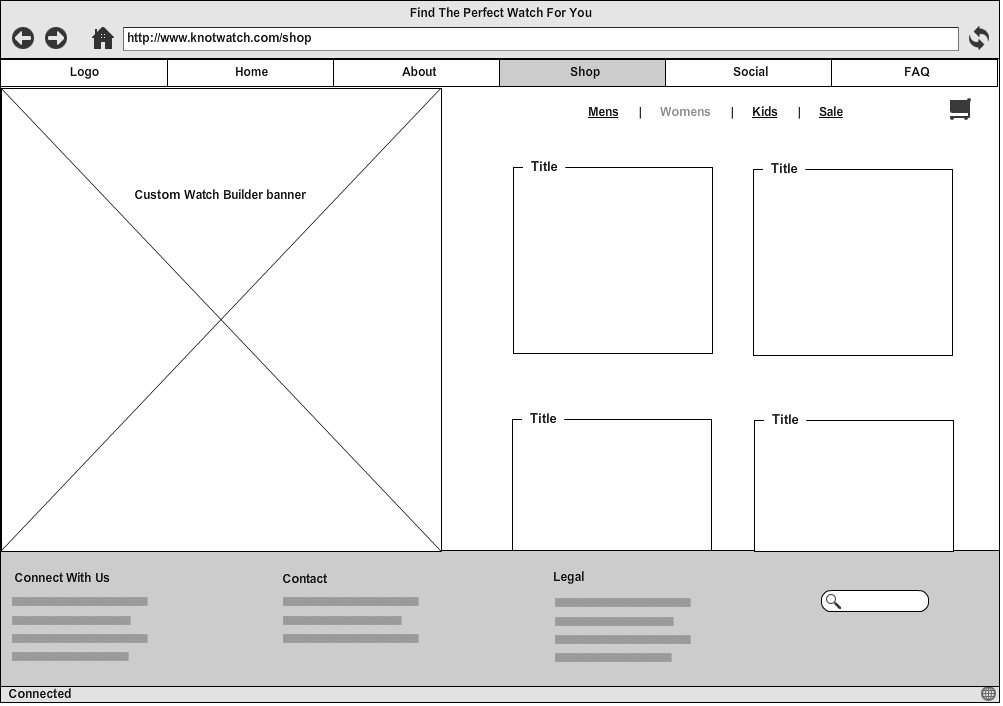 Find The Perfect Watch For You
http://www.knotwatch.com/shop
Logo Home About Shop Social FAQ
Mens | Womens | Kids | Sale
Custom Watch Builder banner
Title Title
Title Title
Connect With Us Contact Legal
Connected